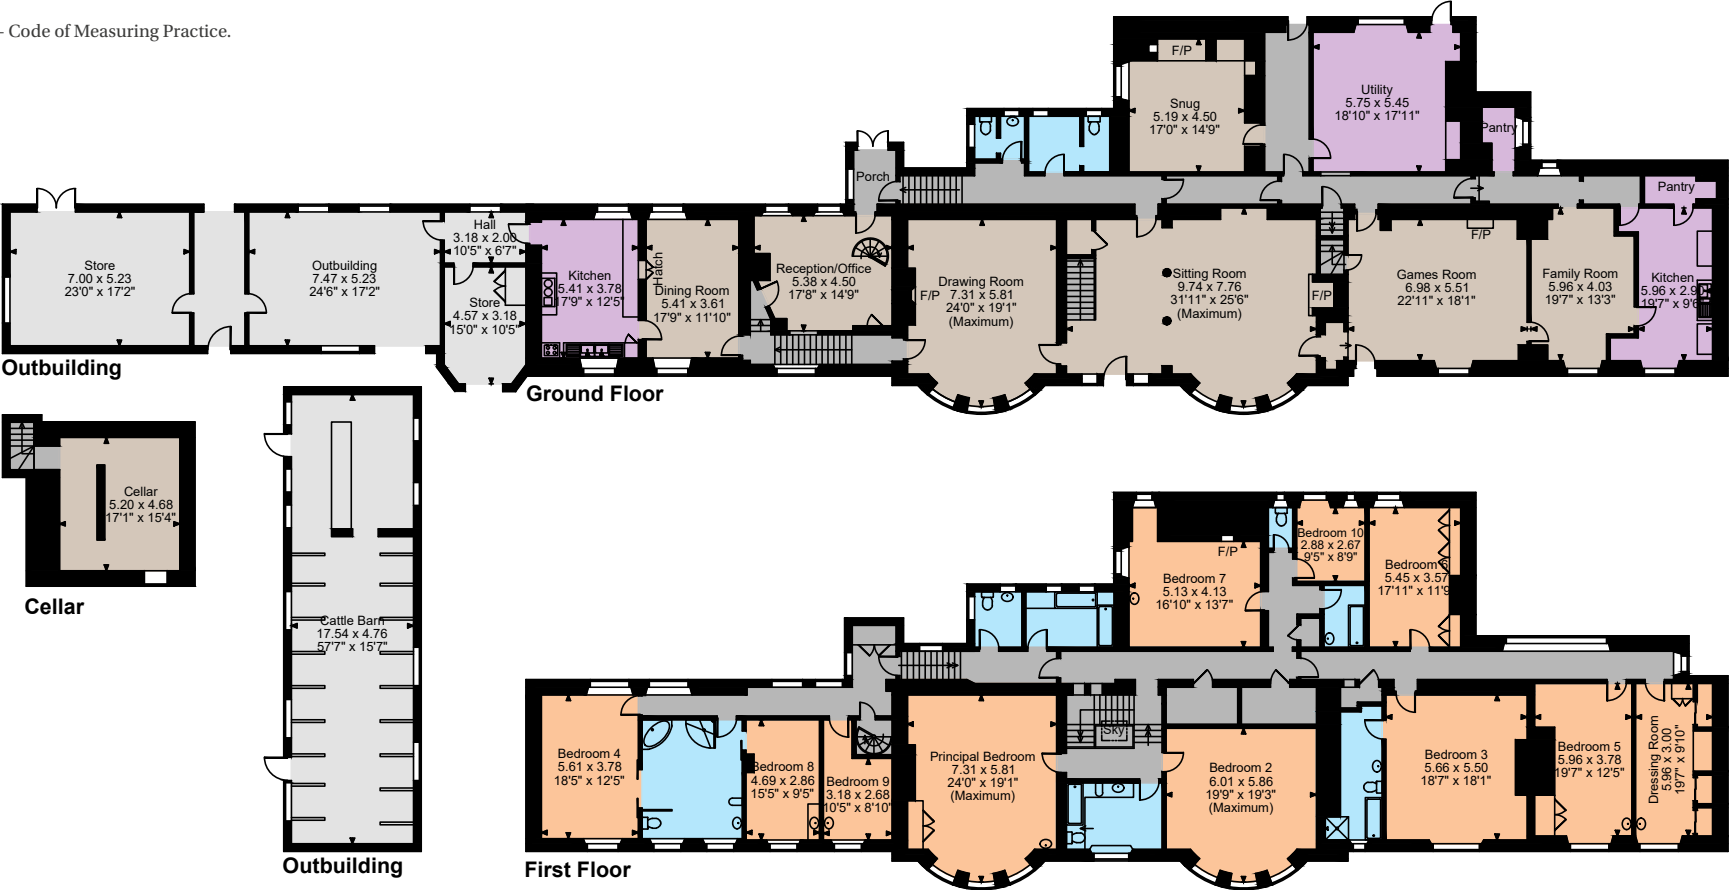 - Code of Measuring Practice.
F/P
Snug
5.19 x 4.50
17'0" x 14'9"
Utility
5.75 x 5.45
18'10" x 17'11"
Pantry
Pantry
Porch
Store
7.00 x 5.23
23'0" x 17'2"
Outbuilding
7.47 x 5.23
24'6" x 17'2"
Hall
3.18 x 2.00
10'5" x 6'7"
Store
4.57 x 3.18
15'0" x 10'5"
Kitchen
5.41 x 3.78
17'9" x 12'5"
Hatch
Dining Room
5.41 x 3.61
17'9" x 11'10"
Reception/Office
5.38 x 4.50
17'8" x 14'9"
F/P
Drawing Room
7.31 x 5.81
24'0" x 19'1"
(Maximum)
Sitting Room
9.74 x 7.76
31'11" x 25'6"
(Maximum)
F/P
F/P
Games Room
6.98 x 5.51
22'11" x 18'1"
Family Room
5.96 x 4.03
19'7" x 13'3"
Kitchen
5.96 x 2.90
19'7" x 9'6"
Outbuilding
Ground Floor
Cellar
5.20 x 4.68
17'1" x 15'4"
Cellar
Cattle Barn
17.54 x 4.76
57'7" x 15'7"
Outbuilding
F/P
Bedroom 7
5.13 x 4.13
16'10" x 13'7"
Bedroom 10
2.88 x 2.67
9'5" x 8'9"
Bedroom 6
5.45 x 3.57
17'11" x 11'9
Bedroom 4
5.61 x 3.78
18'5" x 12'5"
Bedroom 8
4.69 x 2.86
15'5" x 9'5"
Bedroom 9
3.18 x 2.68
10'5" x 8'10"
Principal Bedroom
7.31 x 5.81
24'0" x 19'1"
(Maximum)
Sky
Bedroom 2
6.01 x 5.86
19'9" x 19'3"
(Maximum)
Bedroom 3
5.66 x 5.50
18'7" x 18'1"
Bedroom 5
5.96 x 3.78
19'7" x 12'5"
Dressing Room
5.96 x 3.00
19'7" x 9'10"
First Floor